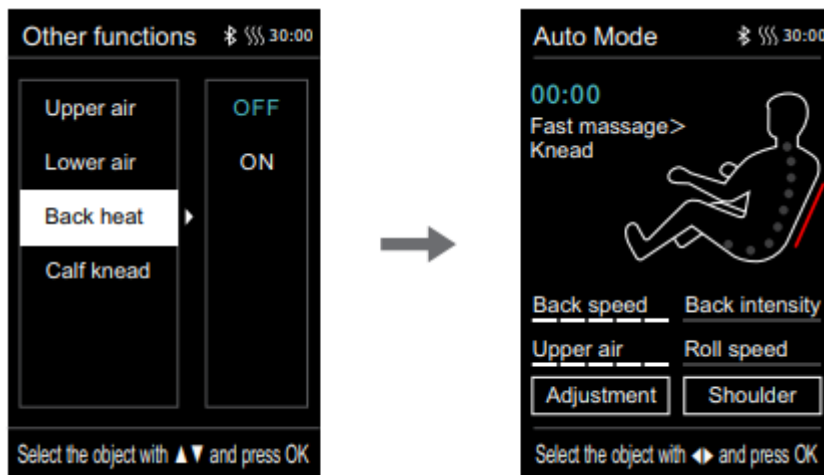 Other functions 30:00
Upper air OFF
Lower air ON
Back heat
Calf knead
Select the object with ▲▼ and press OK
Auto Mode 30:00
00:00
Fast massage>
Knead
Back speed Back intensity
Upper air Roll speed
Adjustment Shoulder
Select the object with ◀▶ and press OK